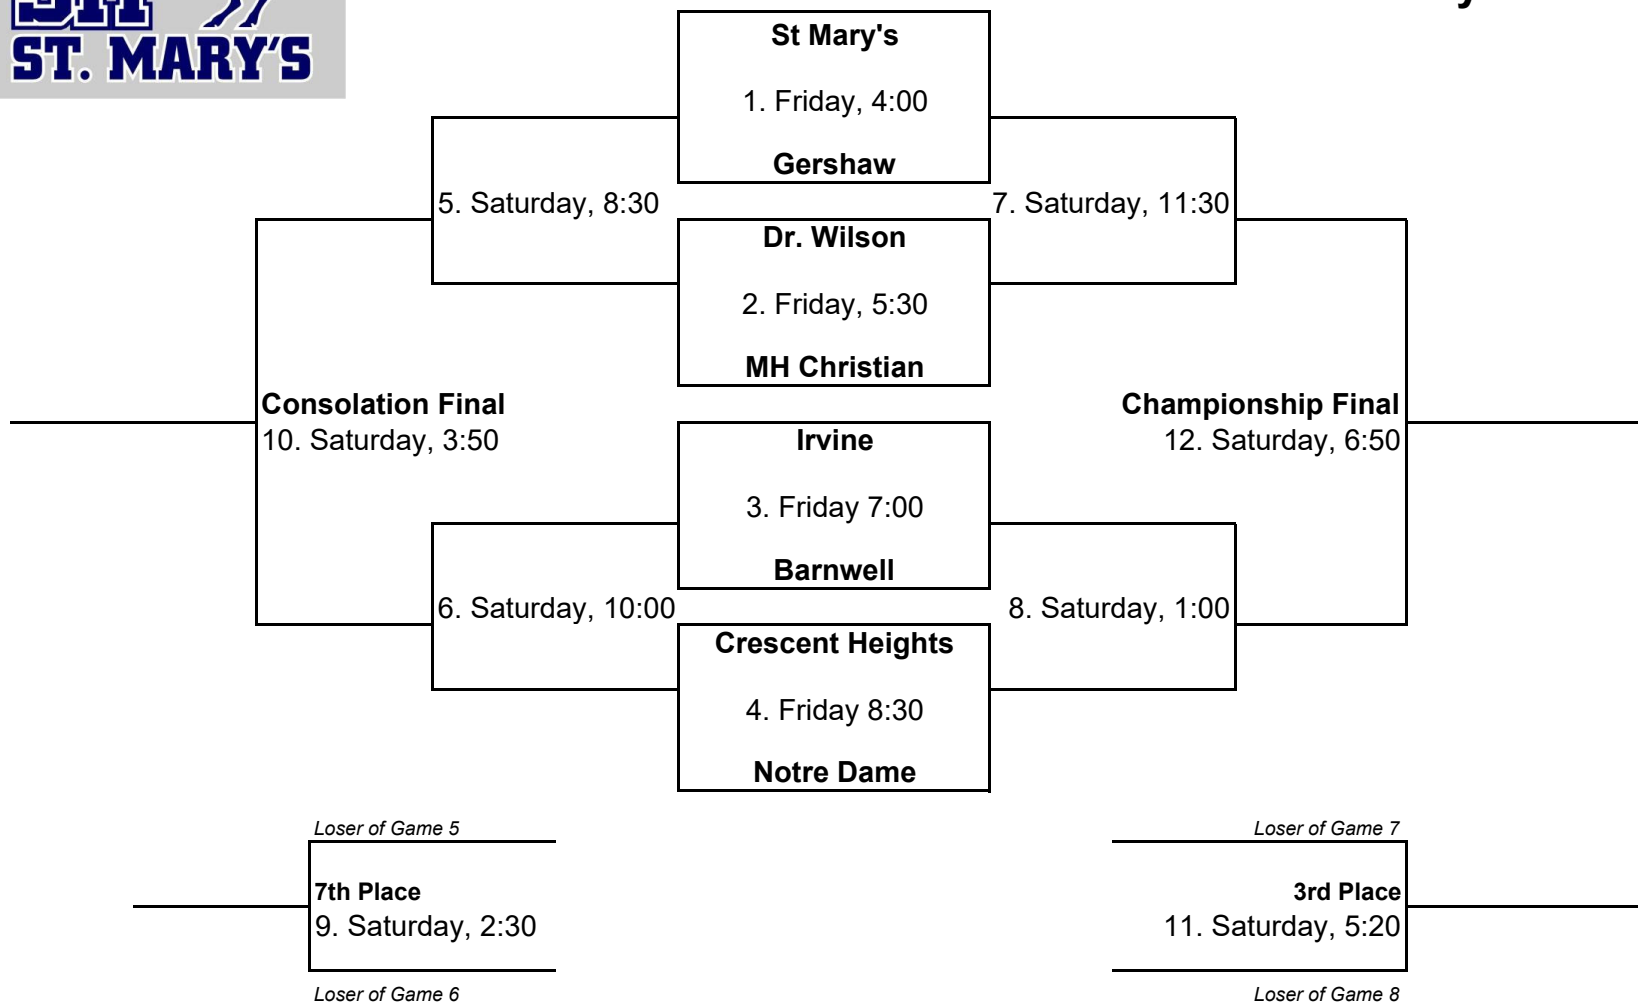 ST. MARY'S
St Mary's
1. Friday, 4:00
Gershaw
5. Saturday, 8:30
7. Saturday, 11:30
Dr. Wilson
2. Friday, 5:30
MH Christian
Consolation Final
10. Saturday, 3:50
Championship Final
12. Saturday, 6:50
Irvine
3. Friday 7:00
Barnwell
6. Saturday, 10:00
8. Saturday, 1:00
Crescent Heights
4. Friday 8:30
Notre Dame
Loser of Game 5
7th Place
9. Saturday, 2:30
Loser of Game 6
Loser of Game 7
3rd Place
11. Saturday, 5:20
Loser of Game 8